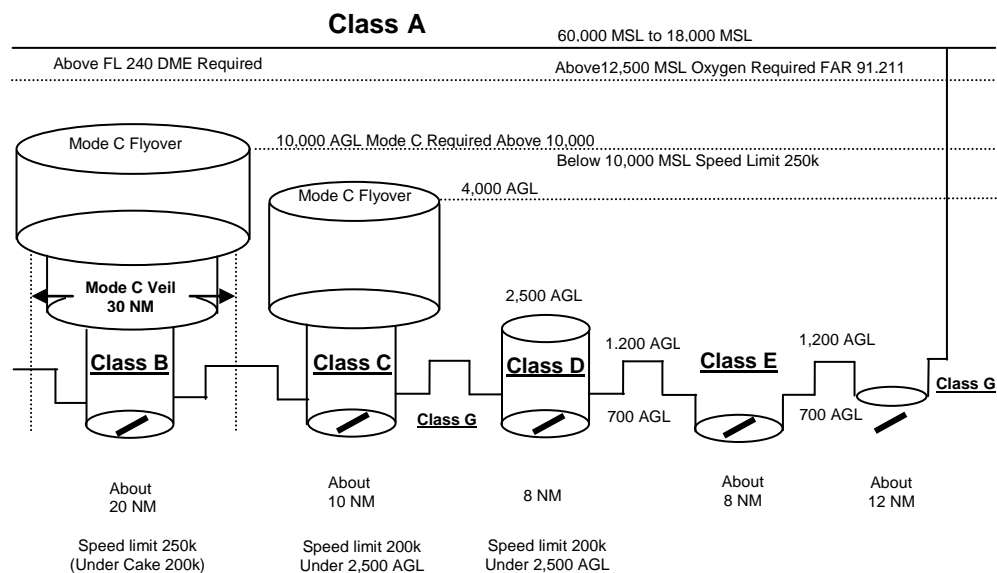 Class A
60,000 MSL to 18,000 MSL
Above FL 240 DME Required
Above12,500 MSL Oxygen Required FAR 91.211
Mode C Flyover
10,000 AGL Mode C Required Above 10,000
Below 10,000 MSL Speed Limit 250k
Mode C Flyover
4,000 AGL
Mode C Veil
30 NM
2,500 AGL
1.200 AGL
1,200 AGL
Class B
Class C
Class D
Class E
Class G
Class G
700 AGL
700 AGL
About
20 NM
About
10 NM
8 NM
About
8 NM
About
12 NM
Speed limit 250k
(Under Cake 200k)
Speed limit 200k
Under 2,500 AGL
Speed limit 200k
Under 2,500 AGL